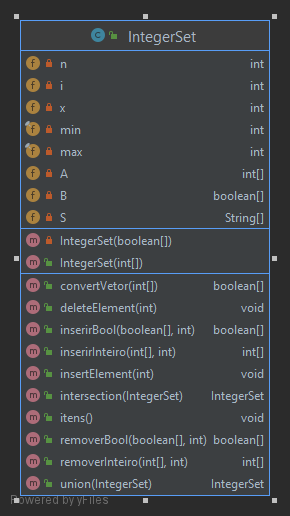 IntegerSet
n int
i int
x int
min int
max int
A int[]
B boolean[]
S String[]
IntegerSet(boolean[])
IntegerSet(int[])
convertVetor(int[]) boolean[]
deleteElement(int) void
inserirBool(boolean[], int) boolean[]
inserirInteiro(int[], int) int[]
insertElement(int) void
intersection(IntegerSet) IntegerSet
itens() void
removerBool(boolean[], int) boolean[]
removerInteiro(int[], int) int[]
union(IntegerSet) IntegerSet
Powered by yFiles